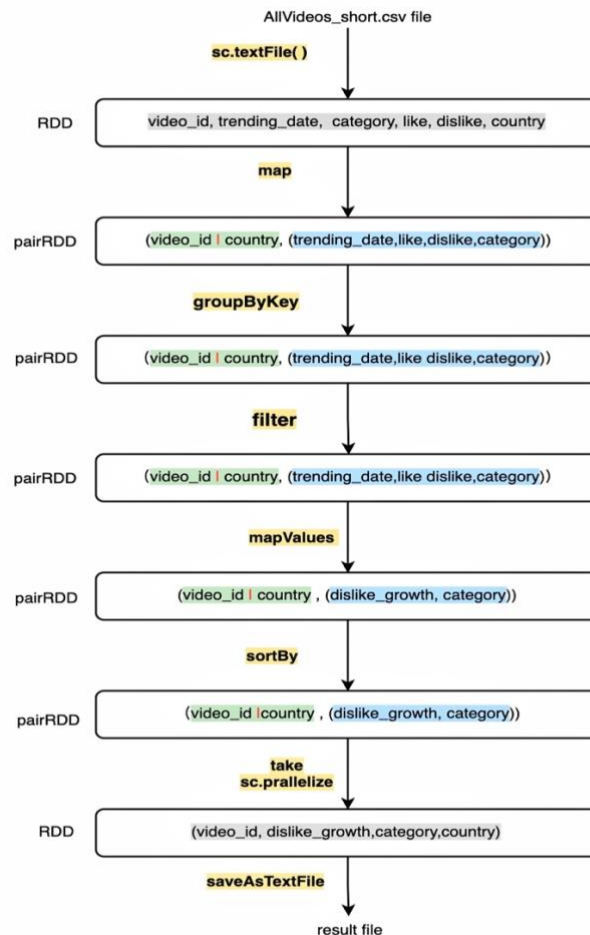 AllVideos_short.csv file
sc.textFile( )
RDD
video_id, trending_date, category, like, dislike, country
map
pairRDD
(video_id | country, (trending_date,like,dislike,category))
groupByKey
pairRDD
(video_id | country, (trending_date,like dislike,category))
filter
pairRDD
(video_id | country, (trending_date,like dislike,category))
mapValues
pairRDD
(video_id | country , (dislike_growth, category))
sortBy
pairRDD
(video_id |country , (dislike_growth, category))
take
sc.prallelize
RDD
(video_id, dislike_growth,category,country)
saveAsTextFile
result file